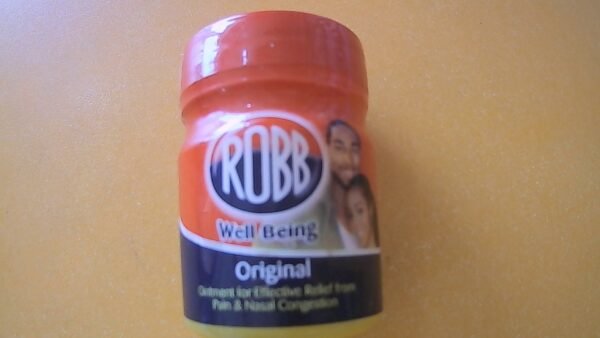 ROBB
Well Being
Original
Ointment for Effective Relief from
Pain & Nasal Congestion